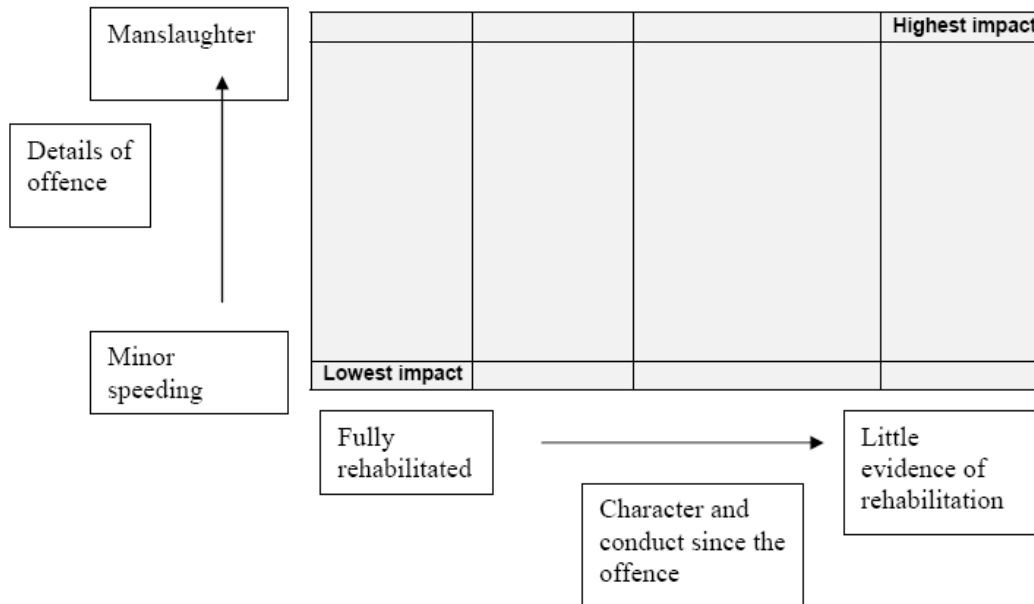 Manslaughter
Highest impact
Details of
offence
Minor
speeding
Lowest impact
Fully
rehabilitated
Little
evidence of
rehabilitation
Character and
conduct since the
offence